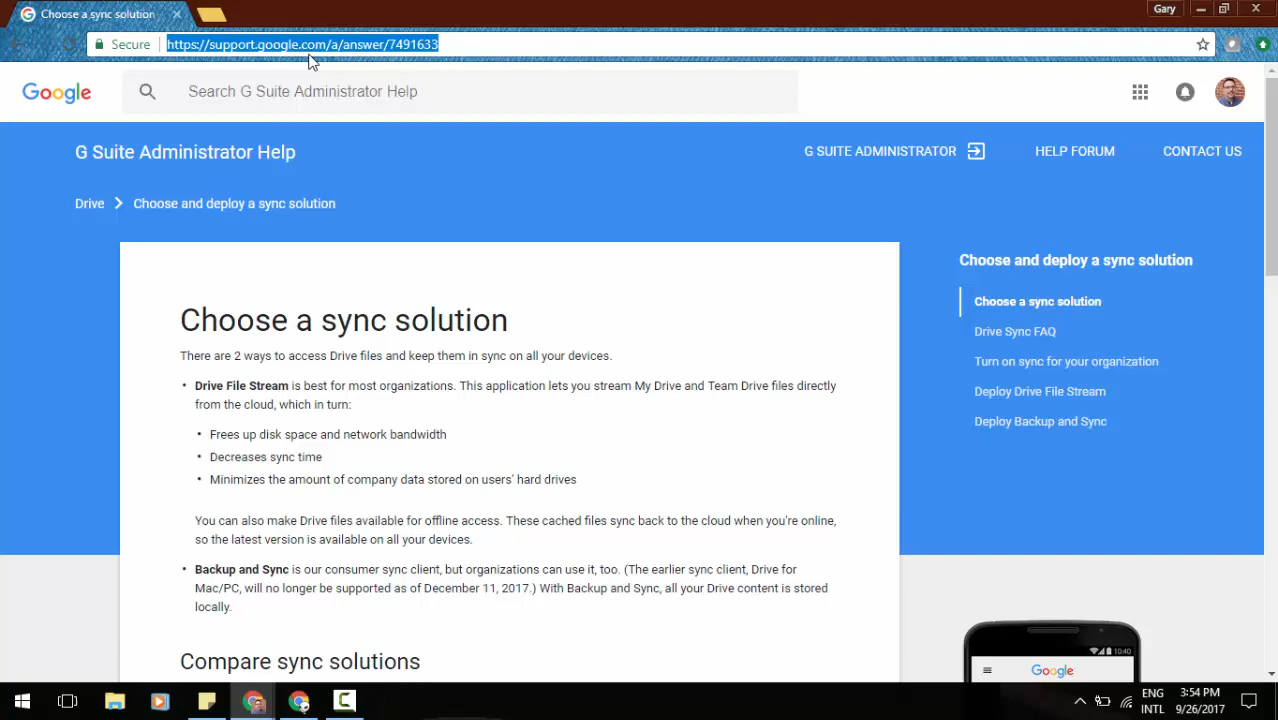 Choose a sync solution
Gary
Secure
https://support.google.com/a/answer/7491633
Google
Search G Suite Administrator Help
G Suite Administrator Help
G SUITE ADMINISTRATOR
HELP FORUM
CONTACT US
Drive
Choose and deploy a sync solution
Choose a sync solution
There are 2 ways to access Drive files and keep them in sync on all your devices.
• Drive File Stream is best for most organizations. This application lets you stream My Drive and Team Drive files directly
from the cloud, which in turn:
• Frees up disk space and network bandwidth
• Decreases sync time
• Minimizes the amount of company data stored on users' hard drives
You can also make Drive files available for offline access. These cached files sync back to the cloud when you're online,
so the latest version is available on all your devices.
• Backup and Sync is our consumer sync client, but organizations can use it, too. (The earlier sync client, Drive for
Mac/PC, will no longer be supported as of December 11, 2017.) With Backup and Sync, all your Drive content is stored
locally.
Compare sync solutions
Choose and deploy a sync solution
Choose a sync solution
Drive Sync FAQ
Turn on sync for your organization
Deploy Drive File Stream
Deploy Backup and Sync
10:40
Google
ENG
INTL
3:54 PM
9/26/2017